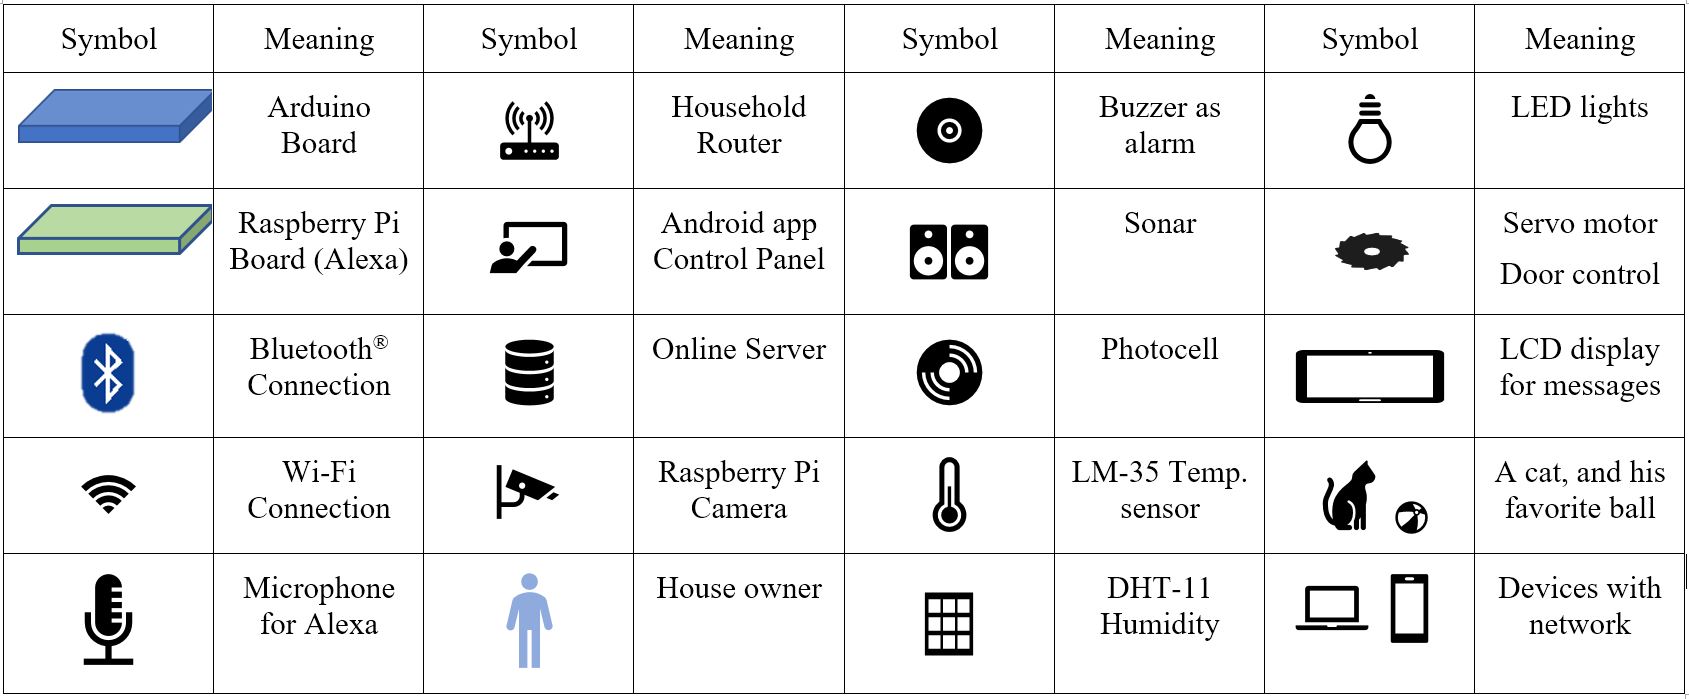 Symbol Meaning Symbol Meaning Symbol Meaning Symbol Meaning
Arduino
Board
Household
Router
Buzzer as
alarm
LED lights
Raspberry Pi
Board (Alexa)
Android app
Control Panel
Sonar
Servo motor
Door control
Bluetooth®
Connection
Online Server
Photocell
LCD display
for messages
Wi-Fi
Connection
Raspberry Pi
Camera
LM-35 Temp.
sensor
A cat, and his
favorite ball
Microphone
for Alexa
House owner
DHT-11
Humidity
Devices with
network